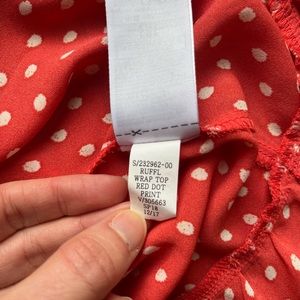 S/232962-00
RUFFL
WRAP TOP
RED DOT
PRINT
V/306663
SP18
12/17